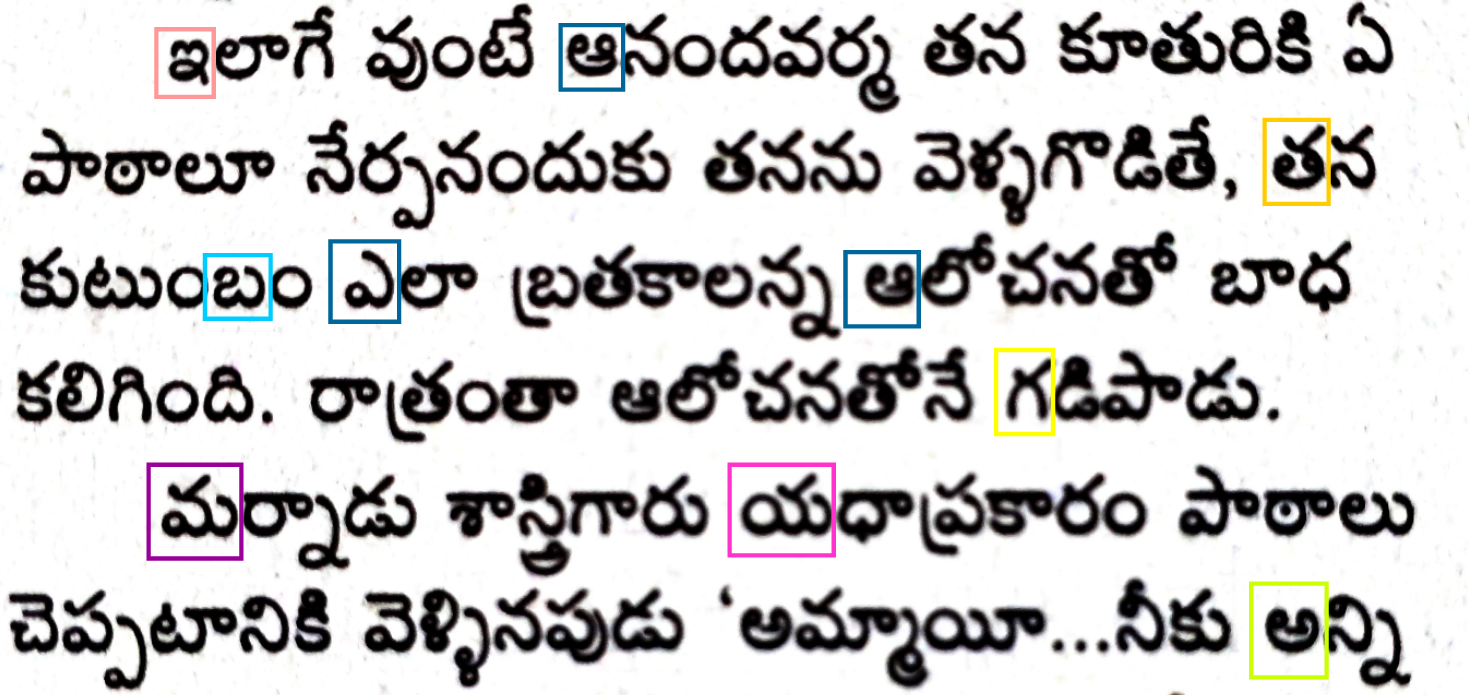 ఇలాగే వుంటే ఆనందవర్మ తన కూతురికి ఏ
పాఠాలూ నేర్పనందుకు తనను వెళ్ళగొడితే, తన
కుటుంబం ఎలా బ్రతకాలన్న ఆలోచనతో బాధ
కలిగింది. రాత్రంతా ఆలోచనతోనే గడిపాడు.
మర్నాడు శాస్త్రిగారు యధాప్రకారం పాఠాలు
చెప్పటానికి వెళ్ళినపుడు ‘అమ్మాయీ...నీకు అన్ని